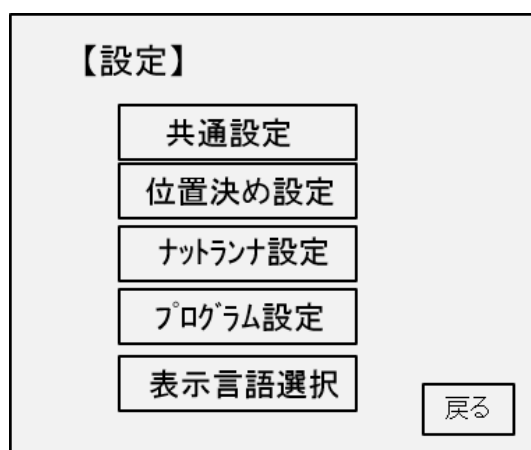 【設定】
共通設定
位置決め設定
ﾅｯﾄﾗﾝﾅ設定
ﾌﾟﾛｸﾞﾗﾑ設定
表示言語選択
戻る